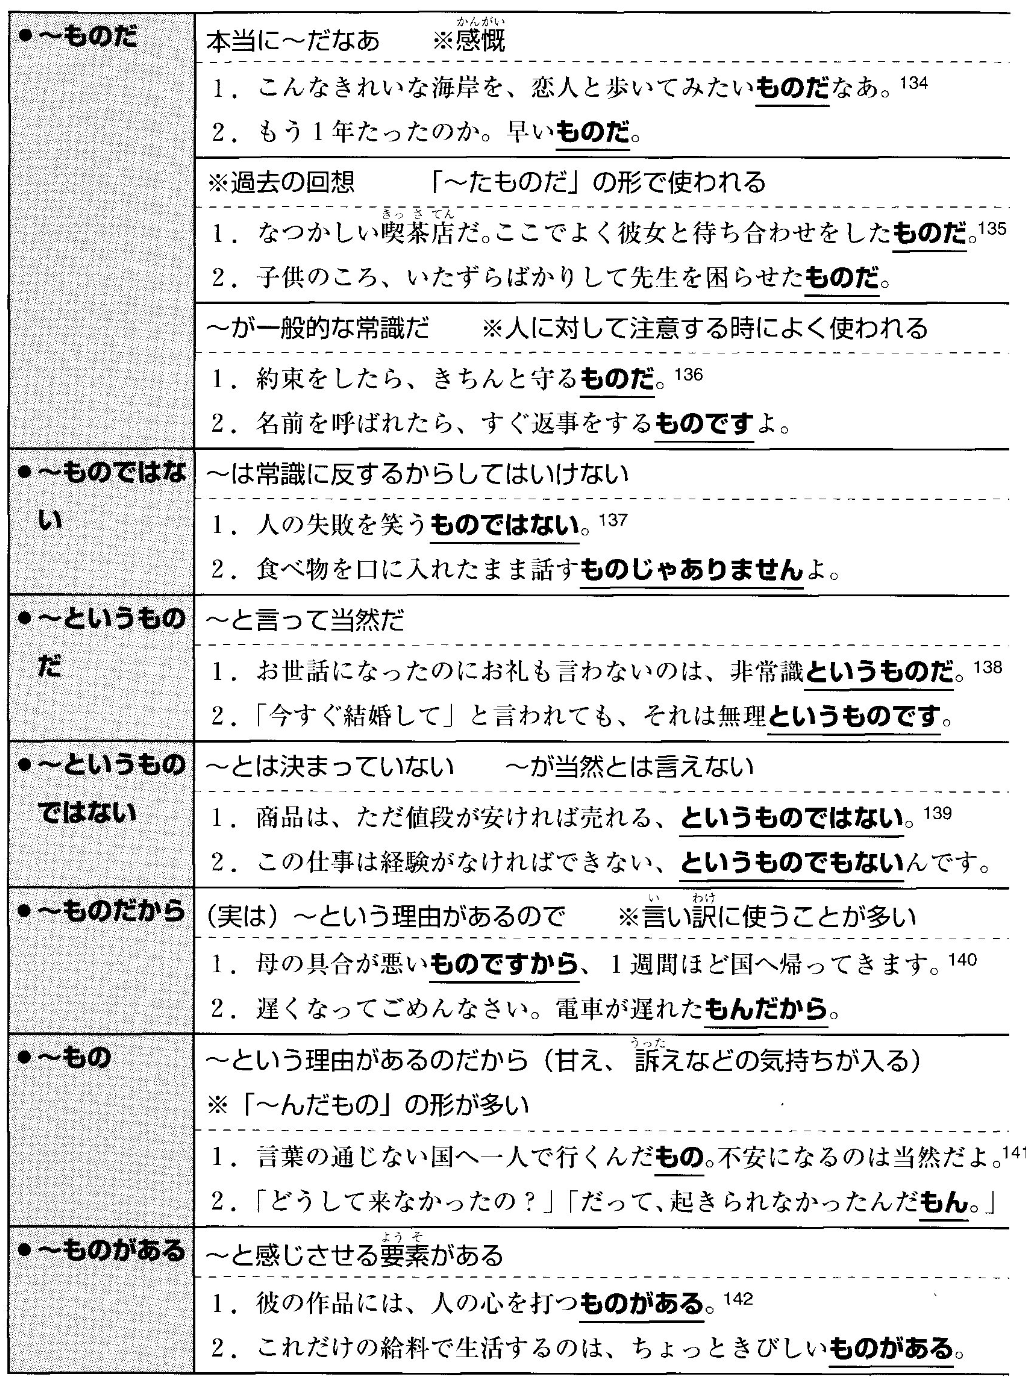 ●～ものだ
本当に～だなあ　※感慨
かんがい
1．こんなきれいな海岸を、恋人と歩いてみたいものだなあ。134
2．もう1年たったのか。早いものだ。
※過去の回想　「～たものだ」の形で使われる
きっさてん
1．なつかしい喫茶店だ。ここでよく彼女と待ち合わせをしたものだ。135
2．子供のころ、いたずらばかりして先生を困らせたものだ。
～が一般的な常識だ　※人に対して注意する時によく使われる
1．約束をしたら、きちんと守るものだ。136
2．名前を呼ばれたら、すぐ返事をするものですよ。
●～ものではな
い
～は常識に反するからしてはいけない
1．人の失敗を笑うものではない。137
2．食べ物を口に入れたまま話すものじゃありませんよ。
●～というもの
だ
～と言って当然だ
1．お世話になったのにお礼も言わないのは、非常識というものだ。138
2．「今すぐ結婚して」と言われても、それは無理というものです。
●～というもの
ではない
～とは決まっていない　～が当然とは言えない
1．商品は、ただ値段が安ければ売れる、というものではない。139
2．この仕事は経験がなければできない、というものでもないんです。
●～ものだから
（実は）～という理由があるので　※言い訳に使うことが多い
い　わけ
1．母の具合が悪いものですから、1週間ほど国へ帰ってきます。140
2．遅くなってごめんなさい。電車が遅れたもんだから。
●～もの
～という理由があるのだから（甘え、訴えなどの気持ちが入る）
うった
※「～んだもの」の形が多い
1．言葉の通じない国へ一人で行くんだもの。不安になるのは当然だよ。141
2．「どうして来なかったの？」「だって、起きられなかったんだもん。」
●～ものがある
～と感じさせる要素がある
ようそ
1．彼の作品には、人の心を打つものがある。142
2．これだけの給料で生活するのは、ちょっときびしいものがある。